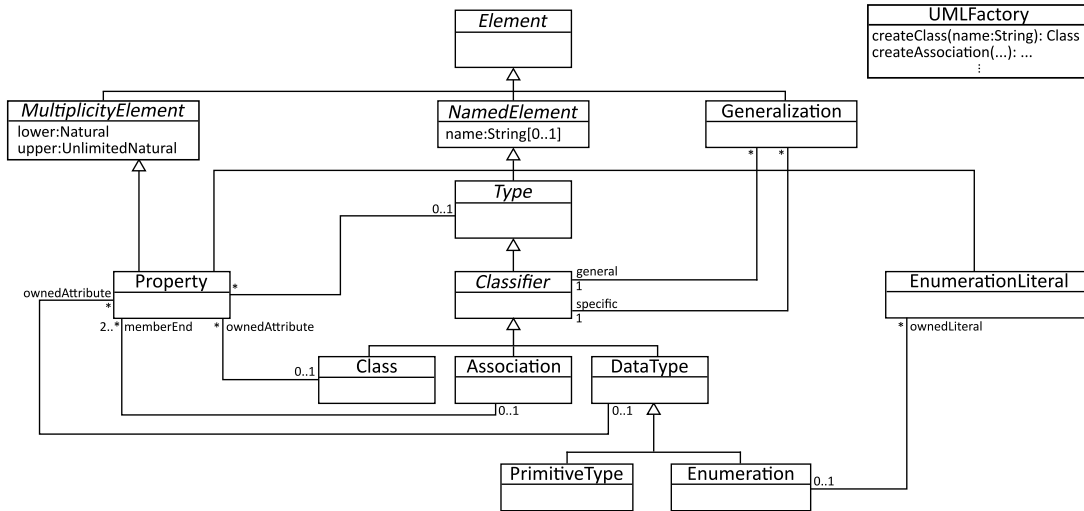 Element
UMLFactory
createClass(name:String): Class
createAssociation(...): ...
⋮
MultiplicityElement
lower:Natural
upper:UnlimitedNatural
NamedElement
name:String[0..1]
Generalization
*
*
Type
0..1
Property
ownedAttribute
*
*
2..*
memberEnd
*
ownedAttribute
Classifier
general
1
specific
1
EnumerationLiteral
*
ownedLiteral
Class
0..1
Association
0..1
DataType
0..1
PrimitiveType
Enumeration
0..1